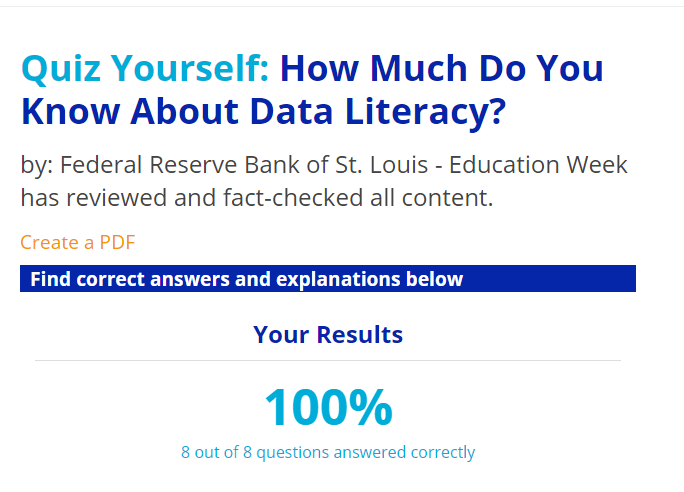 Quiz Yourself: How Much Do You
Know About Data Literacy?
by: Federal Reserve Bank of St. Louis - Education Week
has reviewed and fact-checked all content.
Create a PDF
Find correct answers and explanations below
Your Results
100%
8 out of 8 questions answered correctly